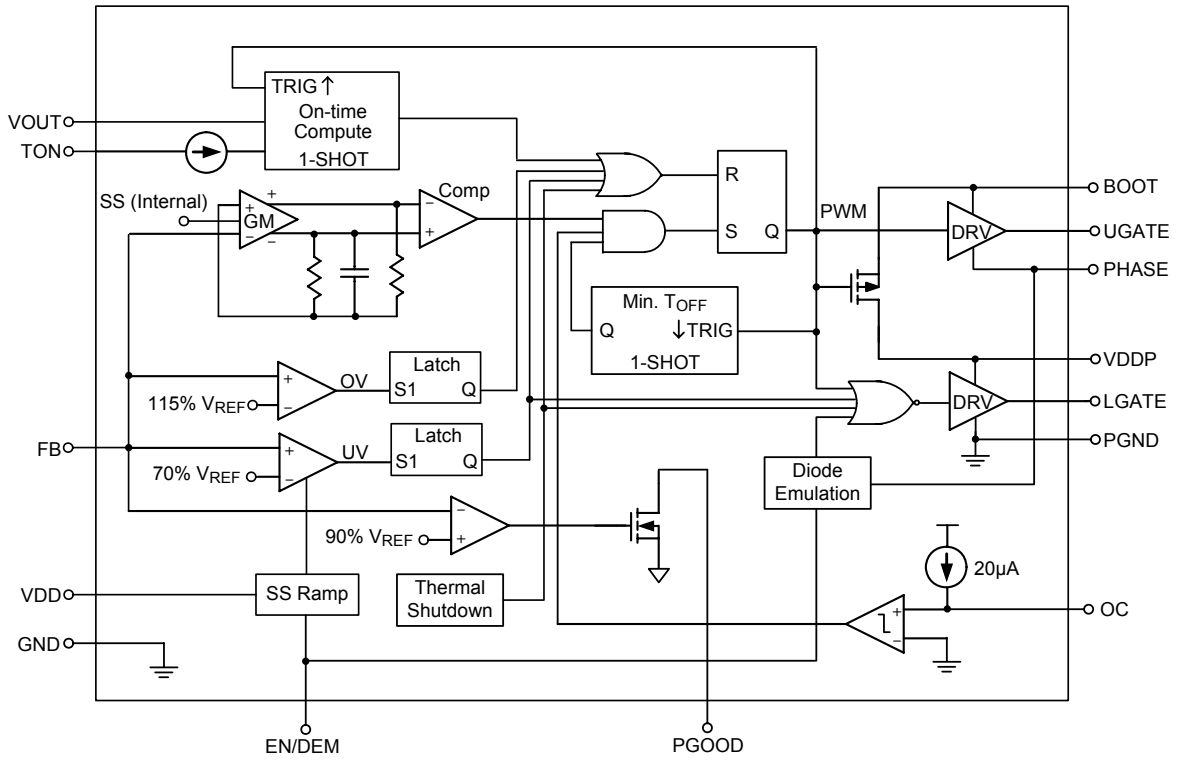 TRIG ↑
On-time
Compute
1-SHOT
VOUT
TON
SS (Internal)
+
GM
−
+
−
Comp
−
+
R
S
Q
PWM
BOOT
DRV
UGATE
PHASE
Min. TOFF
Q
↓TRIG
1-SHOT
VDDP
DRV
LGATE
PGND
+
−
115% VREF
OV
Latch
S1
Q
FB
+
−
70% VREF
UV
Latch
S1
Q
Diode
Emulation
−
+
90% VREF
20µA
VDD
SS Ramp
Thermal
Shutdown
+
−
OC
GND
EN/DEM
PGOOD